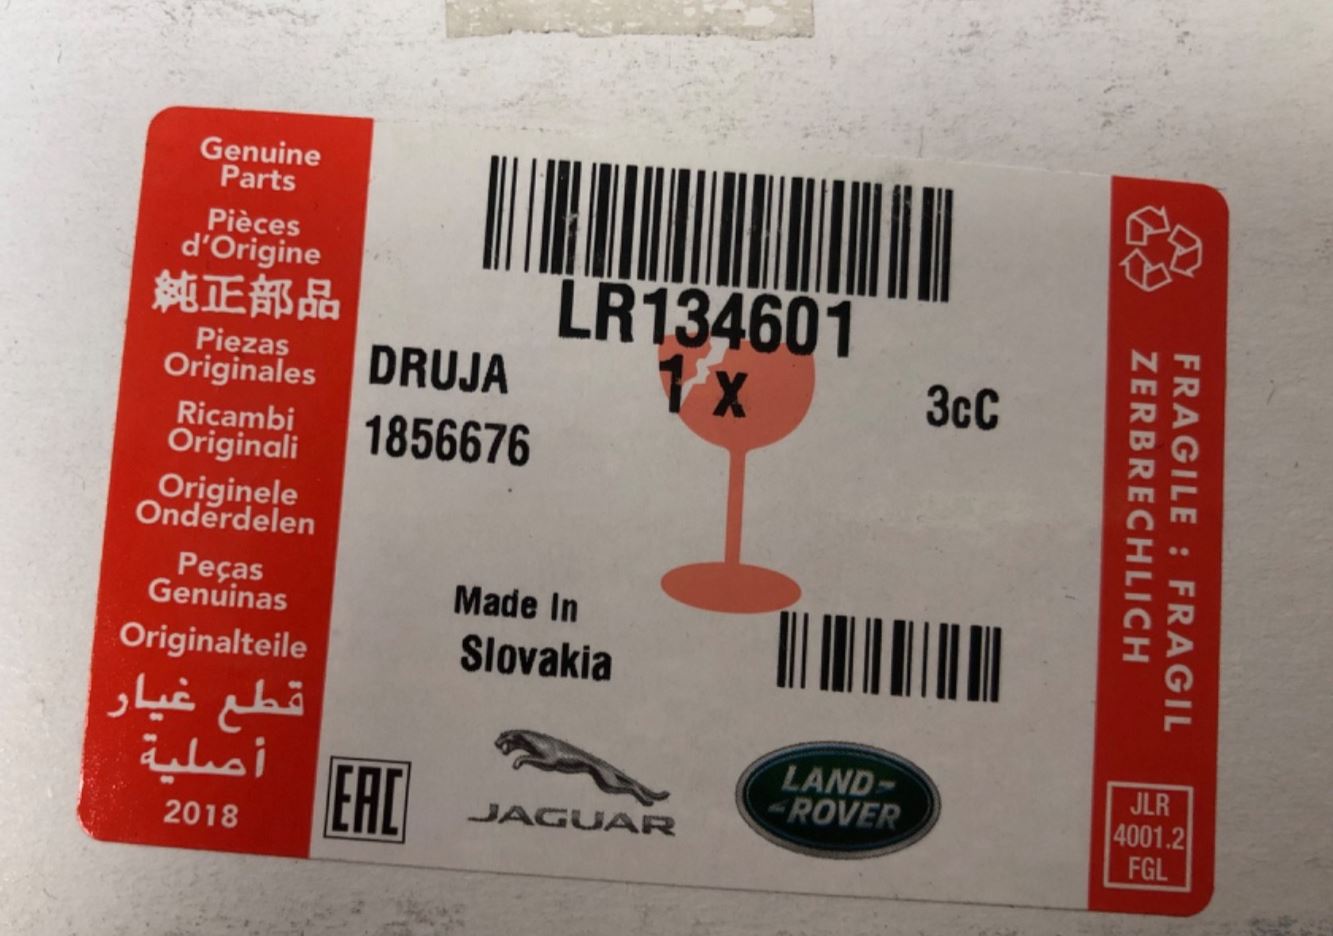 Genuine
Parts
Pièces
d'Origine
純正部品
Piezas
Originales
Ricambi
Originali
Originele
Onderdelen
Peças
Genuinas
Originalteile
قطع غيار
أصلية
2018
LR134601
1 x
DRUJA
3cC
1856676
Made In
Slovakia
EAC
JAGUAR
LAND-
-ROVER
FRAGILE : FRAGIL
ZERBRECHLICH
JLR
4001.2
FGL